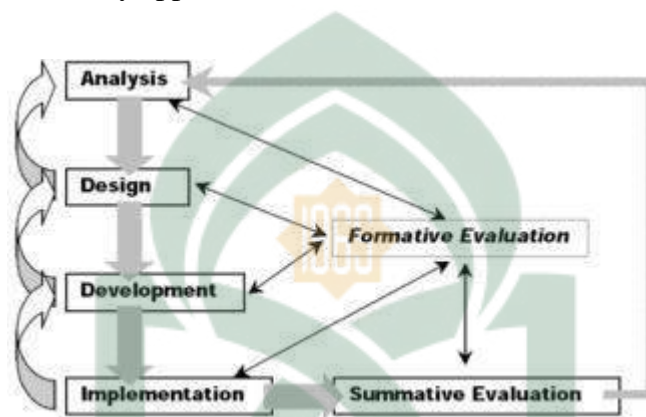 Analysis
Design
Formative Evaluation
Development
Implementation
Summative Evaluation